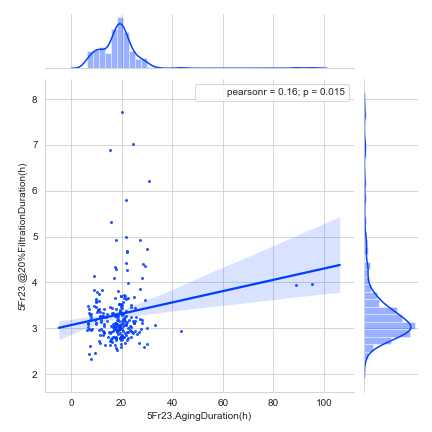 pearsonr = 0.16; p = 0.015
8
7
6
5
4
3
2
5Fr23.@20%FiltrationDuration(h)
0 20 40 60 80 100
5Fr23.AgingDuration(h)